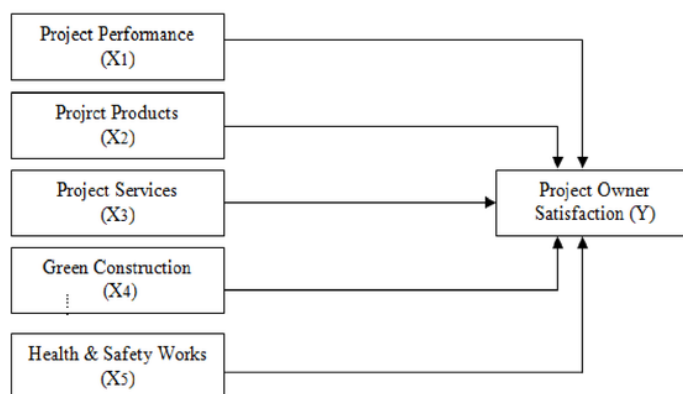 Project Performance
(X1)
Projrct Products
(X2)
Project Services
(X3)
Project Owner
Satisfaction (Y)
Green Construction
(X4)
Health & Safety Works
(X5)